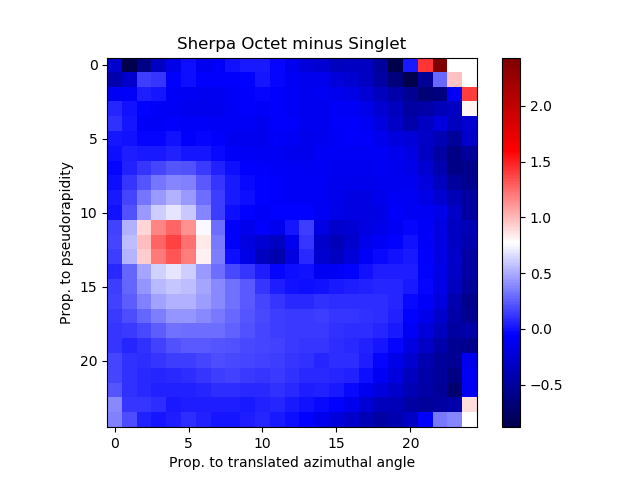 Sherpa Octet minus Singlet
0
5
10
15
20
Prop. to pseudorapidity
0 5 10 15 20
Prop. to translated azimuthal angle
2.0
1.5
1.0
0.5
0.0
−0.5